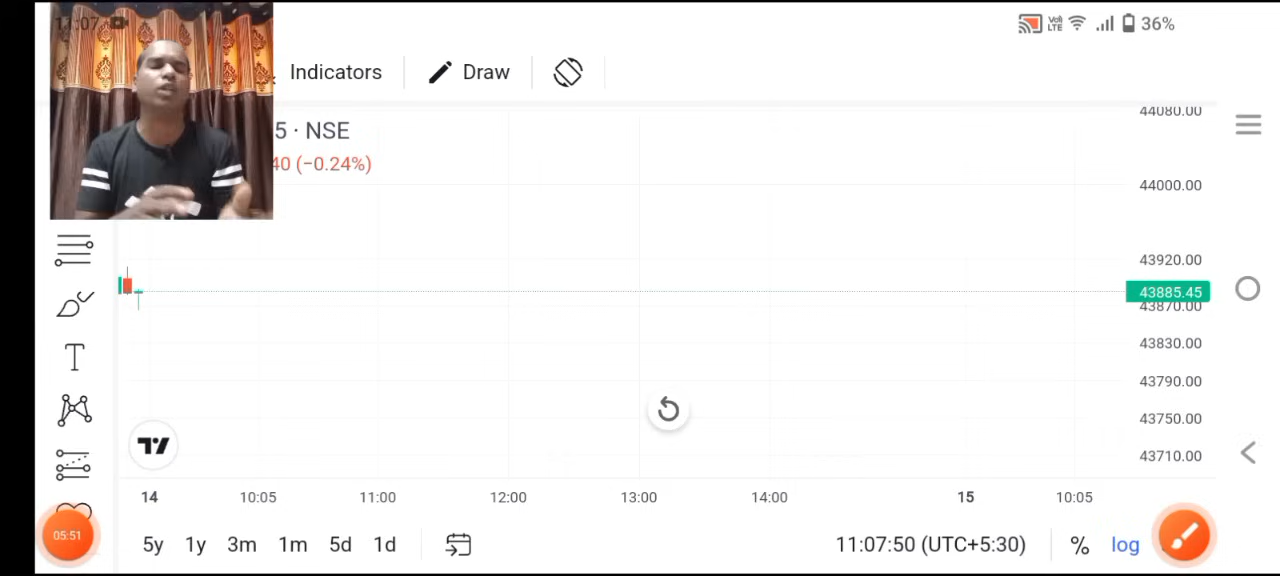 11:07
Vo) LTE
36%
Indicators
Draw
5 · NSE
40 (−0.24%)
44080.00
44000.00
43920.00
43885.45
43870.00
43830.00
43790.00
43750.00
43710.00
14 10:05 11:00 12:00 13:00 14:00 15 10:05
05:51
5y 1y 3m 1m 5d 1d
11:07:50 (UTC+5:30)
%
log